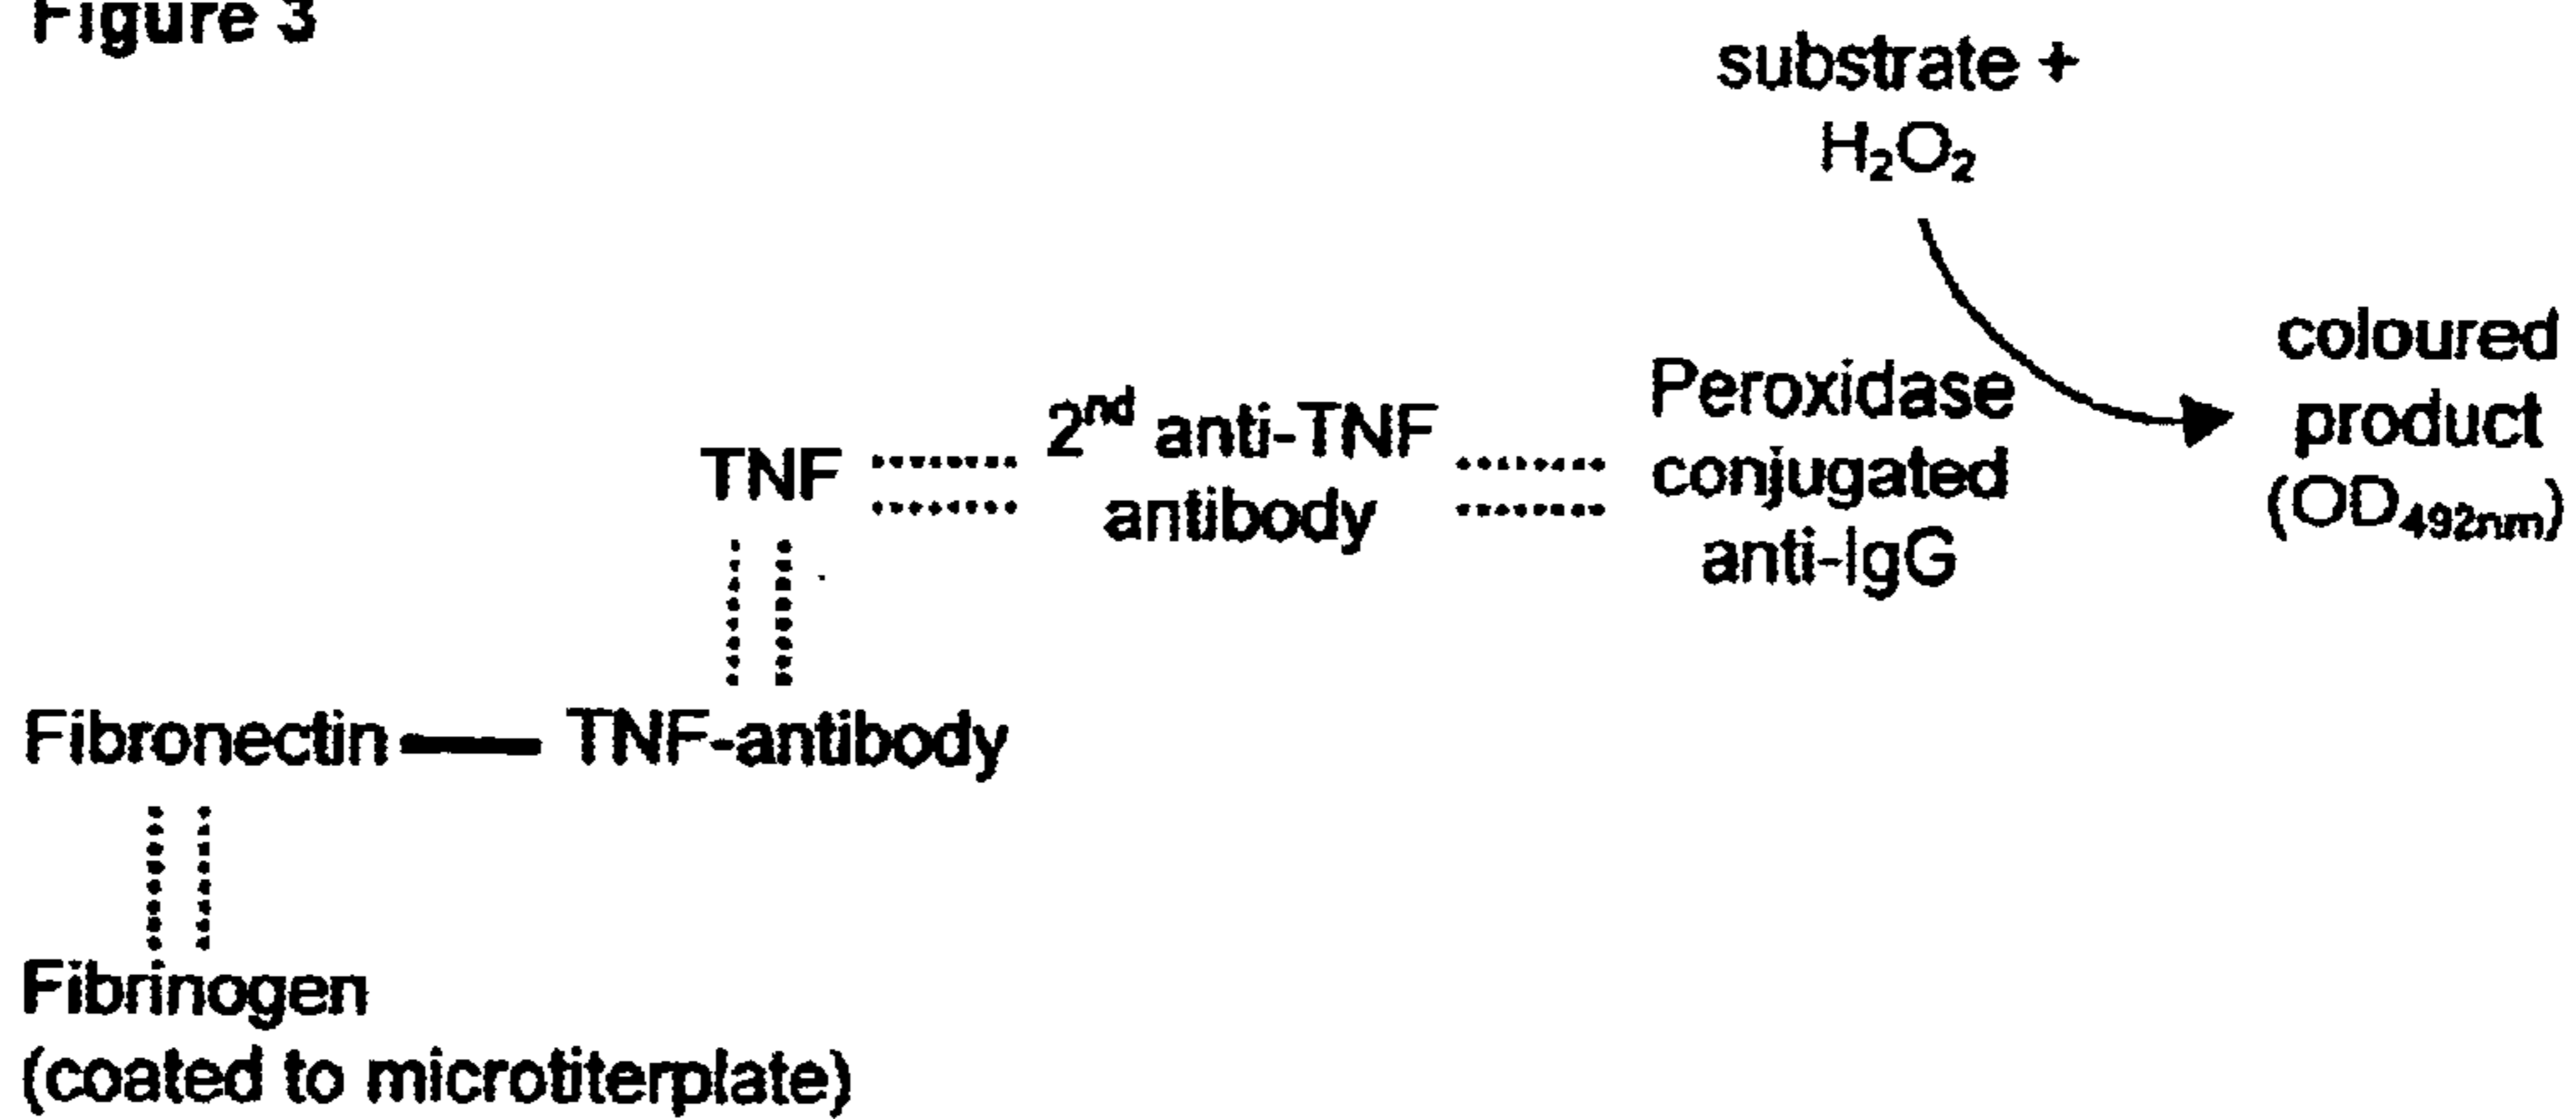 Figure 3
substrate +
H₂O₂
coloured
product
(OD₄₉₂nm)
Peroxidase
conjugated
anti-IgG
2nd anti-TNF
antibody
TNF
Fibronectin
TNF-antibody
Fibrinogen
(coated to microtiterplate)